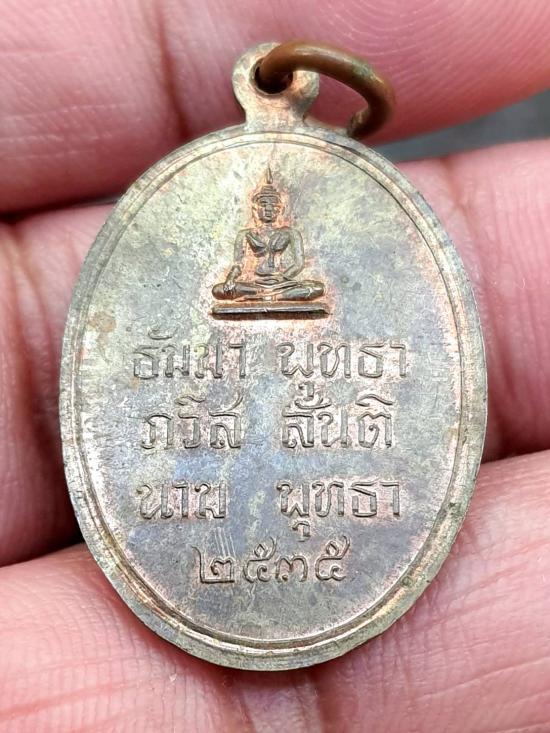 ธัมมา พุทธา
ภวิส สันติ
นาม พุทธา
๒๕๓๕